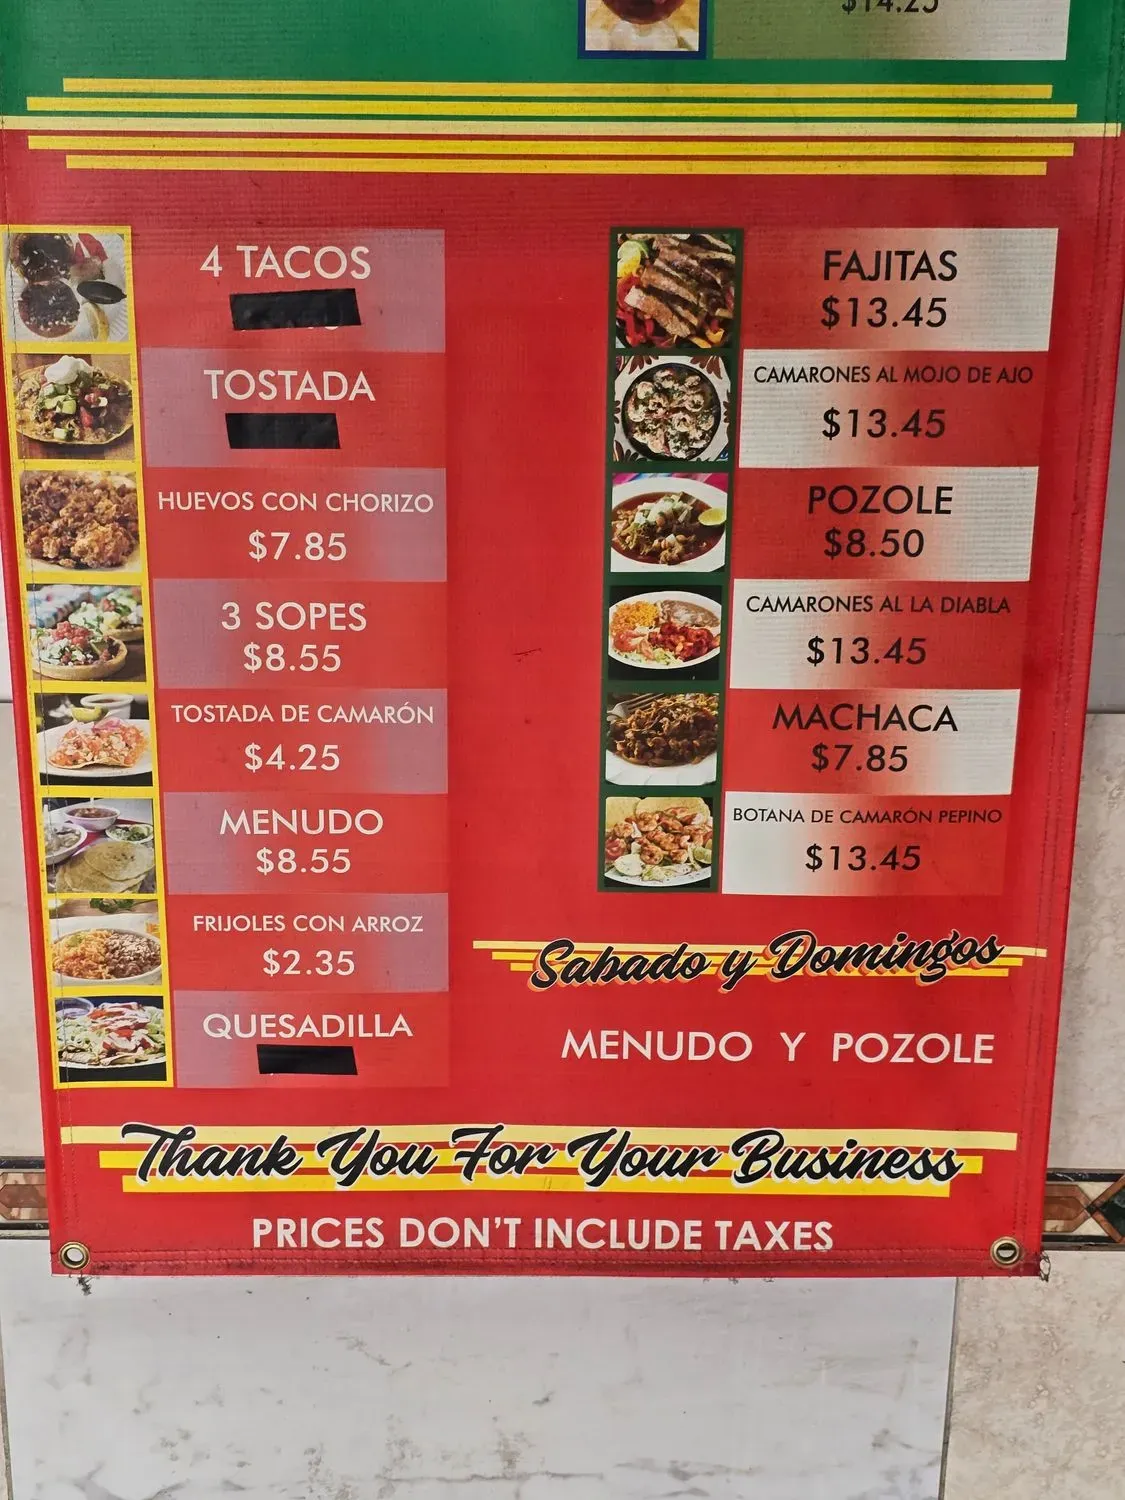 $14.25
4 TACOS
TOSTADA
HUEVOS CON CHORIZO
$7.85
3 SOPES
$8.55
TOSTADA DE CAMARÓN
$4.25
MENUDO
$8.55
FRIJOLES CON ARROZ
$2.35
QUESADILLA
FAJITAS
$13.45
CAMARONES AL MOJO DE AJO
$13.45
POZOLE
$8.50
CAMARONES AL LA DIABLA
$13.45
MACHACA
$7.85
BOTANA DE CAMARÓN PEPINO
$13.45
Sabado y Domingos
MENUDO Y POZOLE
Thank You For Your Business
PRICES DON'T INCLUDE TAXES